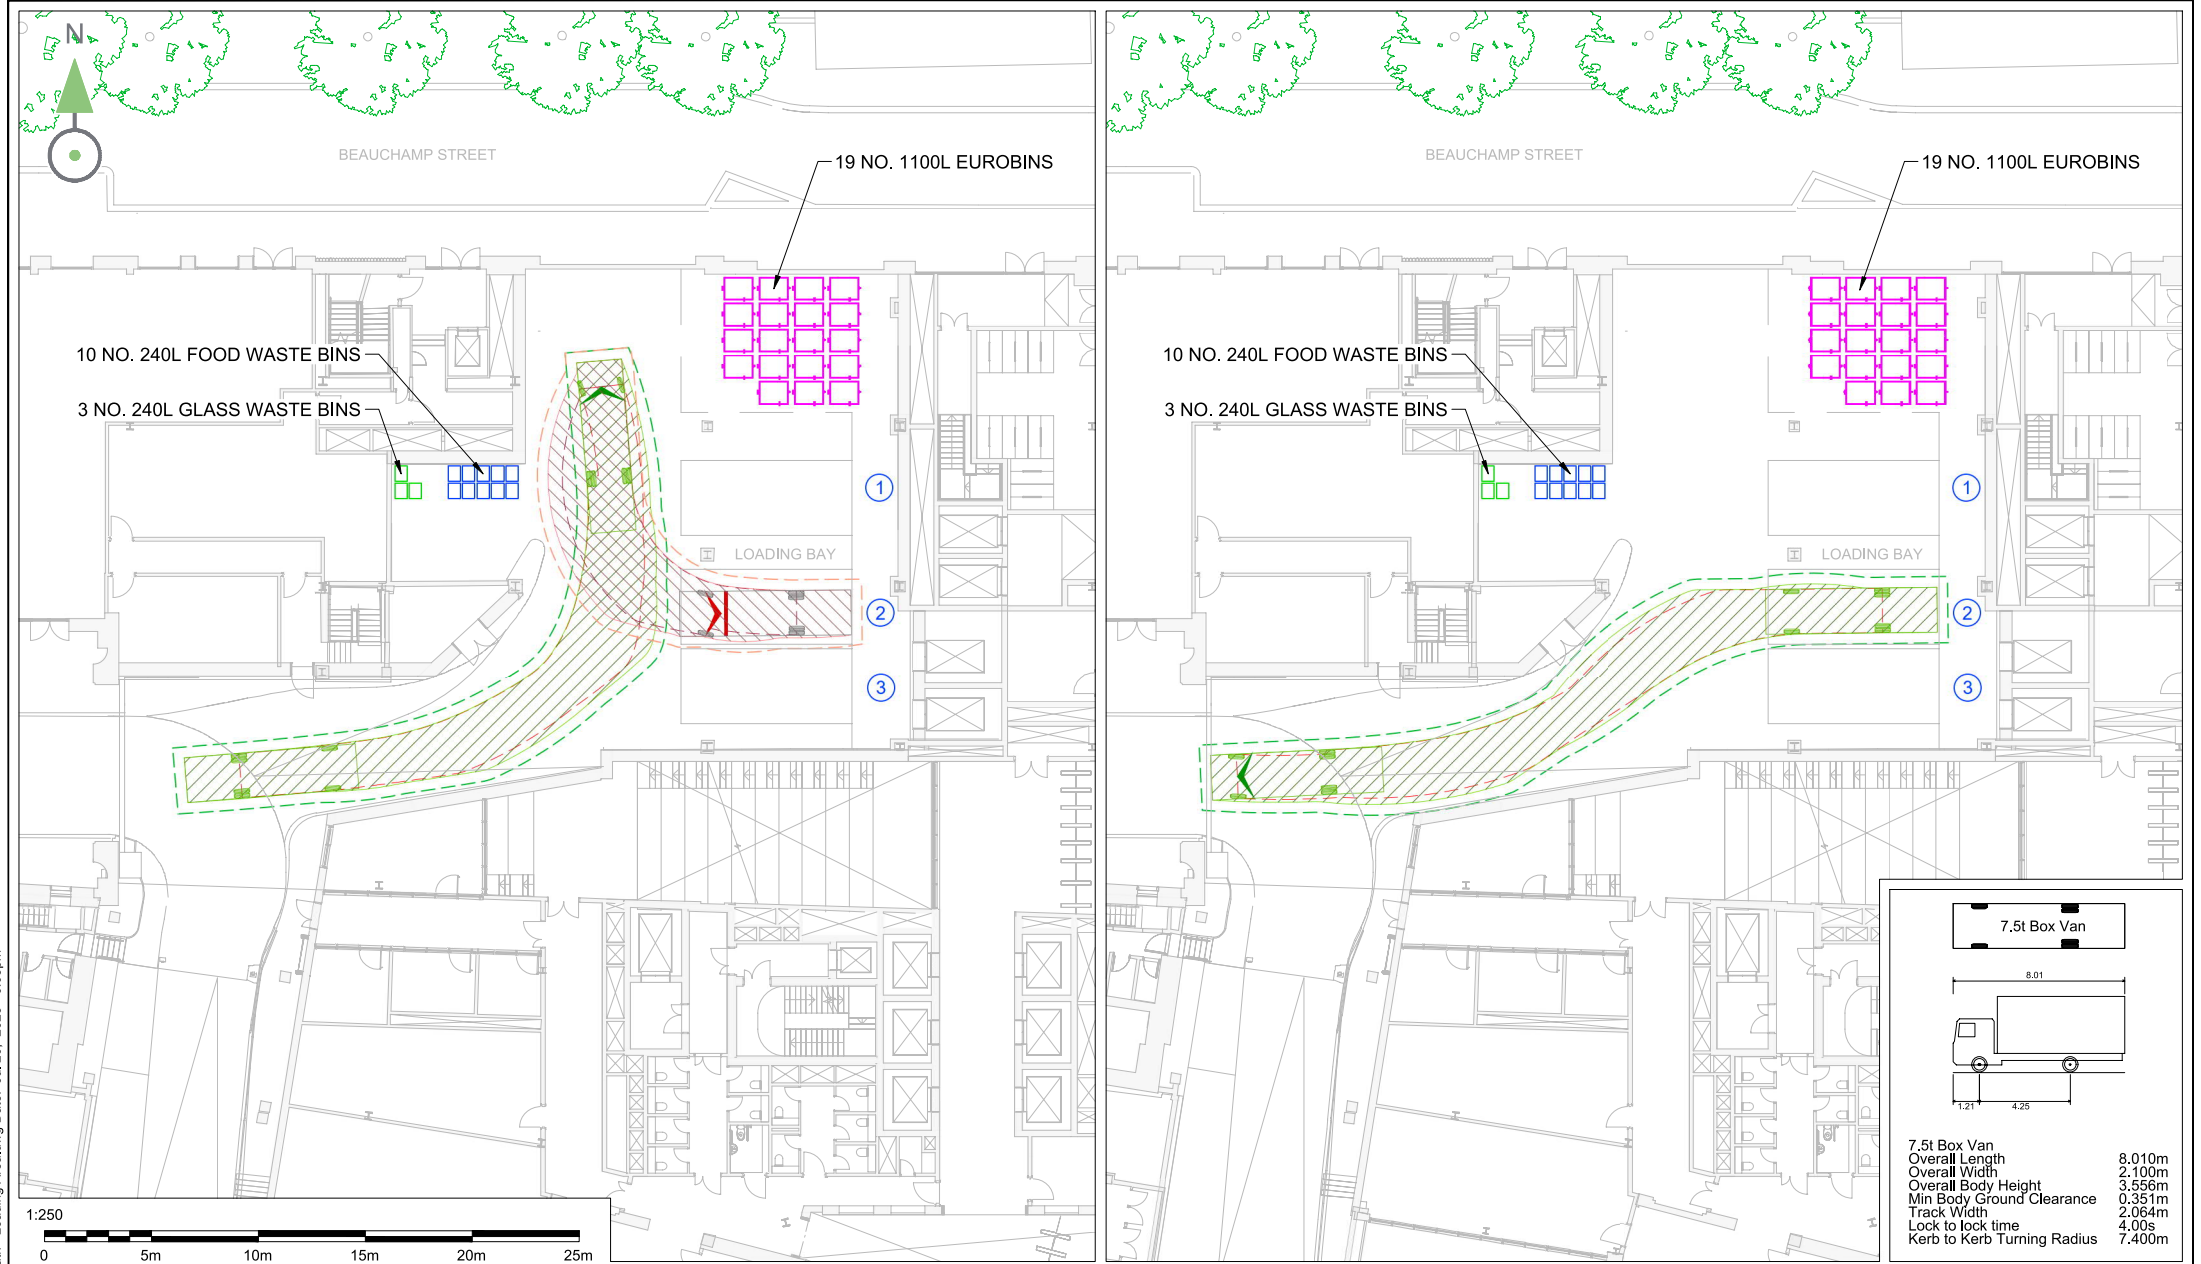 N
BEAUCHAMP STREET
19 NO. 1100L EUROBINS
10 NO. 240L FOOD WASTE BINS
3 NO. 240L GLASS WASTE BINS
1
LOADING BAY
2
3
1:250
0 5m 10m 15m 20m 25m
BEAUCHAMP STREET
19 NO. 1100L EUROBINS
10 NO. 240L FOOD WASTE BINS
3 NO. 240L GLASS WASTE BINS
1
LOADING BAY
2
3
7.5t Box Van
8.01
1.21 4.25
7.5t Box Van
Overall Length 8.010m
Overall Width 2.100m
Overall Body Height 3.556m
Min Body Ground Clearance 0.351m
Track Width 2.064m
Lock to lock time 4.00s
Kerb to Kerb Turning Radius 7.400m